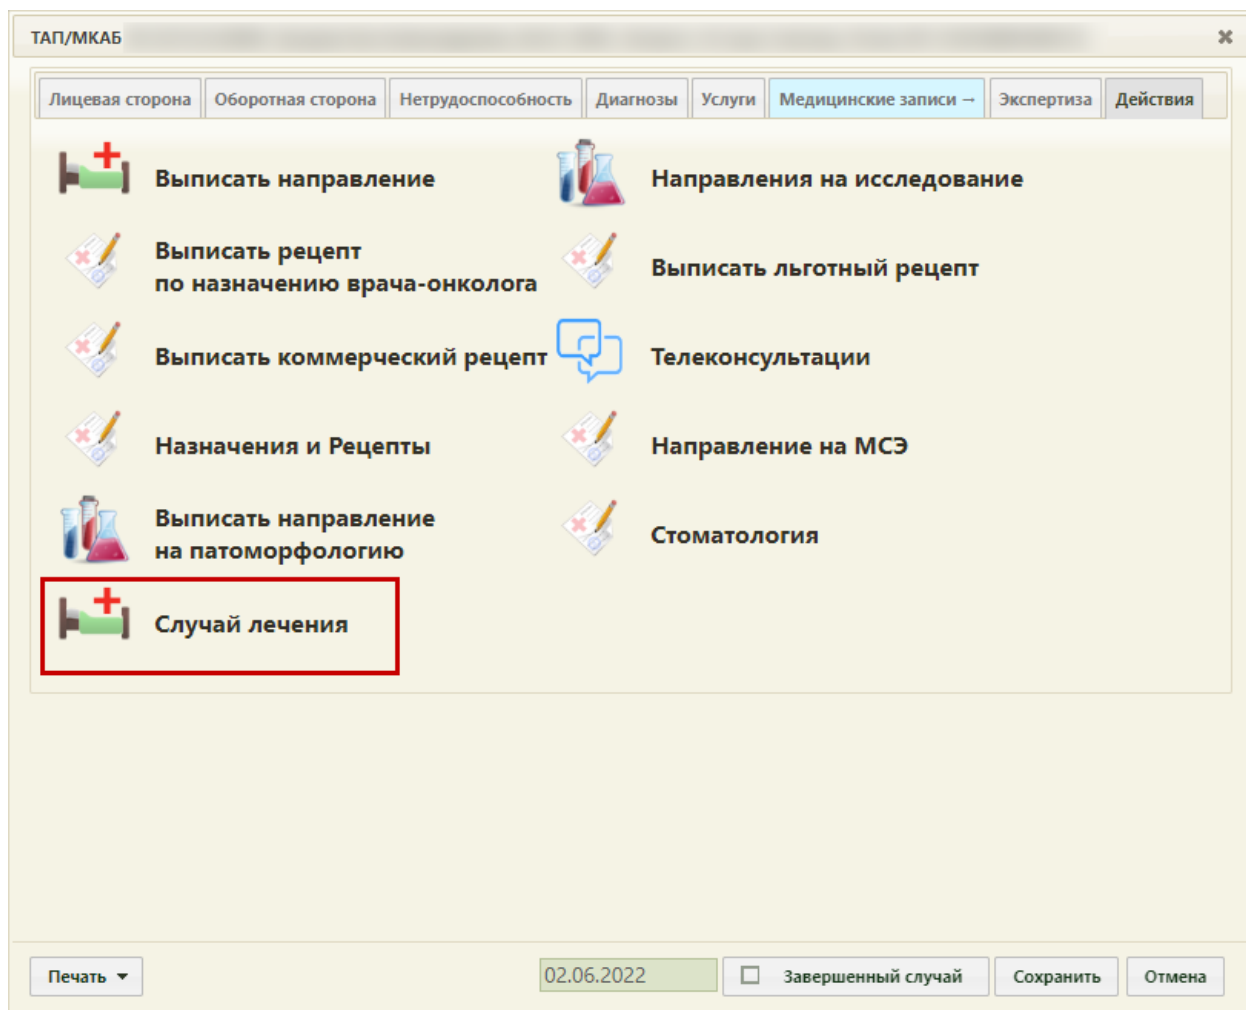 ТАП/МКАБ
Лицевая сторона Оборотная сторона Нетрудоспособность Диагнозы Услуги Медицинские записи → Экспертиза Действия
Выписать направление Направления на исследование
Выписать рецепт
по назначению врача-онколога Выписать льготный рецепт
Выписать коммерческий рецепт Телеконсультации
Назначения и Рецепты Направление на МСЭ
Выписать направление
на патоморфологию Стоматология
Случай лечения
Печать 02.06.2022 Завершенный случай Сохранить Отмена